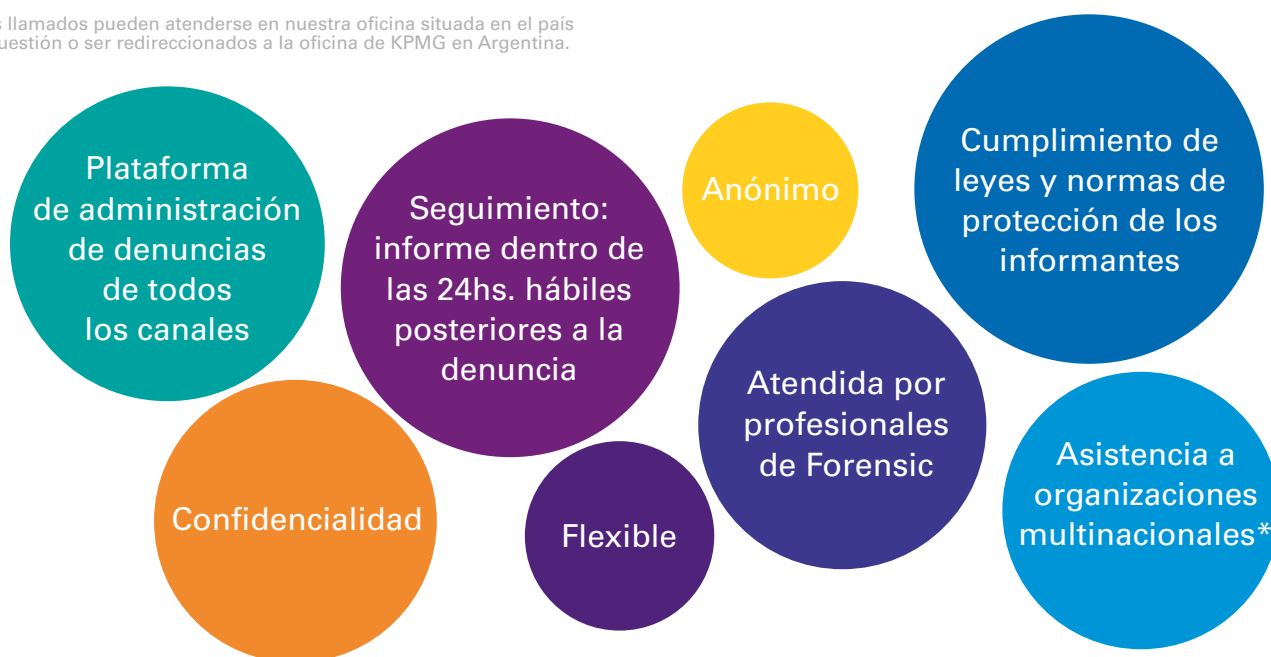 llamados pueden atenderse en nuestra oficina situada en el país
uestión o ser redireccionados a la oficina de KPMG en Argentina.
Plataforma
de administración
de denuncias
de todos
los canales
Seguimiento:
informe dentro de
las 24hs. hábiles
posteriores a la
denuncia
Anónimo
Cumplimiento de
leyes y normas de
protección de los
informantes
Confidencialidad
Flexible
Atendida por
profesionales
de Forensic
Asistencia a
organizaciones
multinacionales*